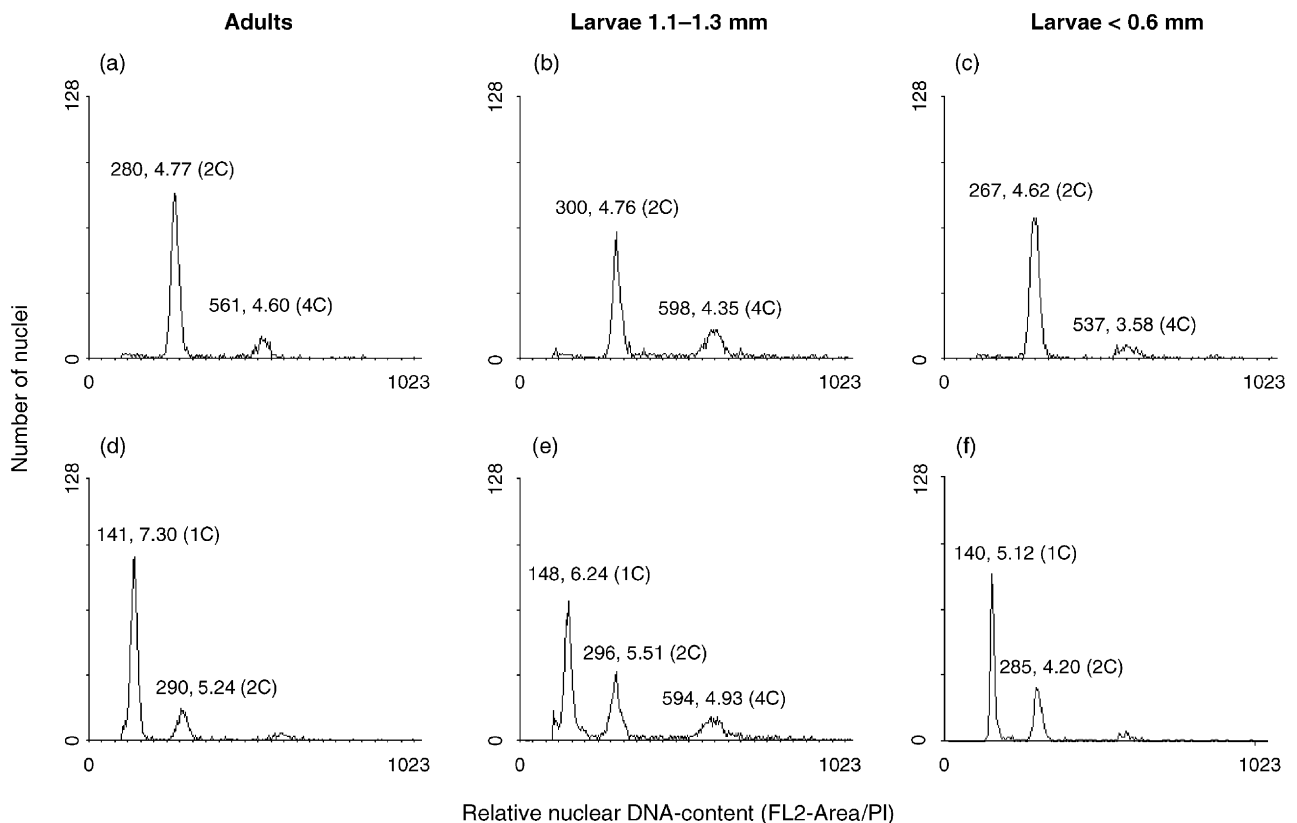 Adults
Larvae 1.1–1.3 mm
Larvae < 0.6 mm
(a)
(b)
(c)
128
128
128
280, 4.77 (2C)
300, 4.76 (2C)
267, 4.62 (2C)
561, 4.60 (4C)
598, 4.35 (4C)
537, 3.58 (4C)
0
0
0
0
1023
0
1023
0
1023
Number of nuclei
(d)
(e)
(f)
128
128
128
141, 7.30 (1C)
148, 6.24 (1C)
140, 5.12 (1C)
290, 5.24 (2C)
296, 5.51 (2C)
285, 4.20 (2C)
594, 4.93 (4C)
0
0
0
0
1023
0
1023
0
1023
Relative nuclear DNA-content (FL2-Area/PI)